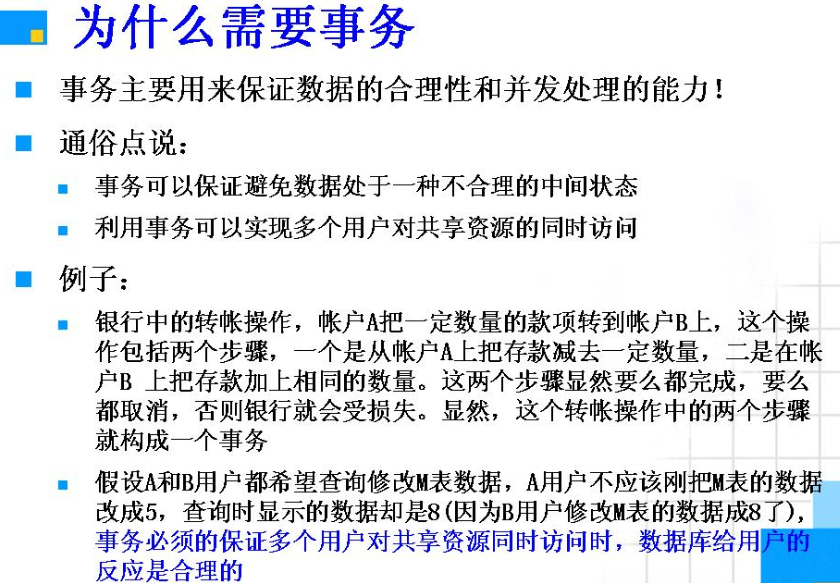 为什么需要事务
事务主要用来保证数据的合理性和并发处理的能力！
通俗点说：
事务可以保证避免数据处于一种不合理的中间状态
利用事务可以实现多个用户对共享资源的同时访问
例子：
银行中的转帐操作，帐户A把一定数量的款项转到帐户B上，这个操
作包括两个步骤，一个是从帐户A上把存款减去一定数量，二是在帐
户B 上把存款加上相同的数量。这两个步骤显然要么都完成，要么
都取消，否则银行就会受损失。显然，这个转帐操作中的两个步骤
就构成一个事务
假设A和B用户都希望查询修改M表数据，A用户不应该刚把M表的数据
改成5，查询时显示的数据却是8(因为B用户修改M表的数据成8了),
事务必须的保证多个用户对共享资源同时访问时，数据库给用户的
反应是合理的